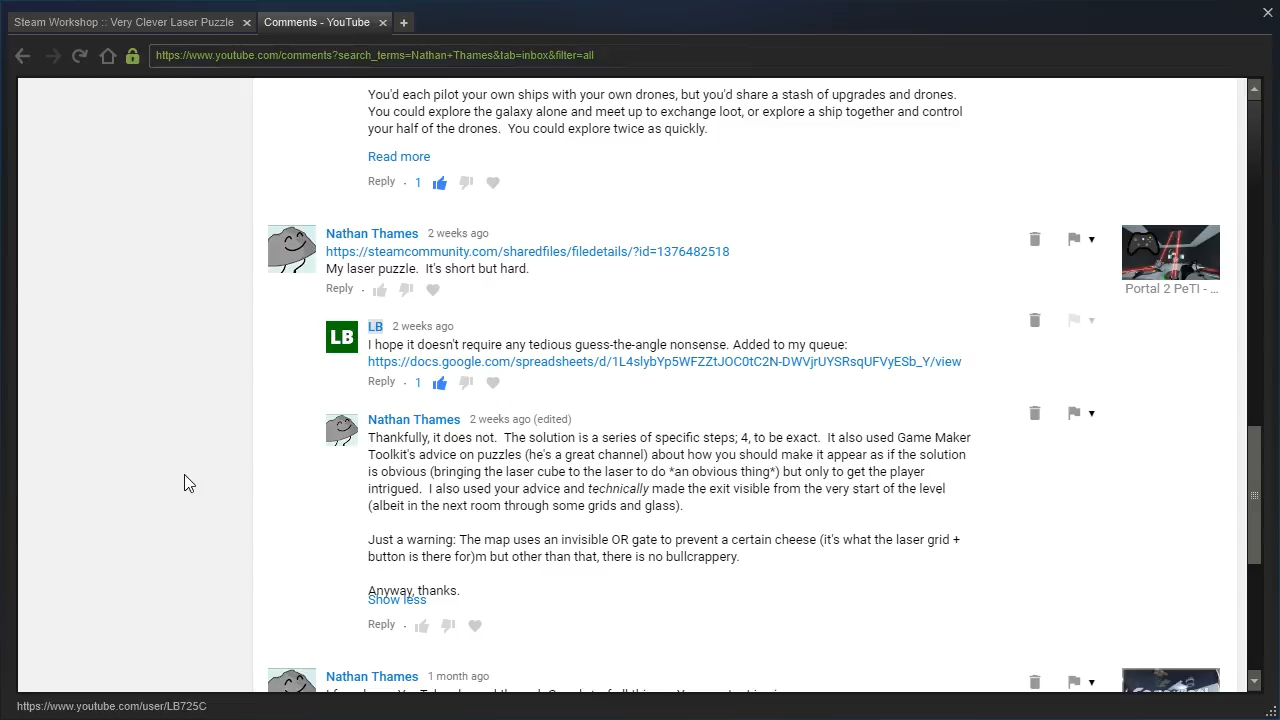 Steam Workshop :: Very Clever Laser Puzzle
Comments - YouTube
https://www.youtube.com/comments?search_terms=Nathan+Thames&tab=inbox&filter=all
You'd each pilot your own ships with your own drones, but you'd share a stash of upgrades and drones.
You could explore the galaxy alone and meet up to exchange loot, or explore a ship together and control
your half of the drones.  You could explore twice as quickly.
Read more
Reply · 1
Nathan Thames 2 weeks ago
https://steamcommunity.com/sharedfiles/filedetails/?id=1376482518
My laser puzzle.  It's short but hard.
Reply ·
Portal 2 PeTI - ...
LB LB 2 weeks ago
I hope it doesn't require any tedious guess-the-angle nonsense. Added to my queue:
https://docs.google.com/spreadsheets/d/1L4slybYp5WFZZtJOC0tC2N-DWVjrUYSRsqUFVyESb_Y/view
Reply · 1
Nathan Thames 2 weeks ago (edited)
Thankfully, it does not.  The solution is a series of specific steps; 4, to be exact.  It also used Game Maker
Toolkit's advice on puzzles (he's a great channel) about how you should make it appear as if the solution
is obvious (bringing the laser cube to the laser to do *an obvious thing*) but only to get the player
intrigued.  I also used your advice and technically made the exit visible from the very start of the level
(albeit in the next room through some grids and glass).
Just a warning: The map uses an invisible OR gate to prevent a certain cheese (it's what the laser grid +
button is there for)m but other than that, there is no bullcrappery.
Anyway, thanks.
Show less
Reply ·
Nathan Thames 1 month ago
https://www.youtube.com/user/LB725C